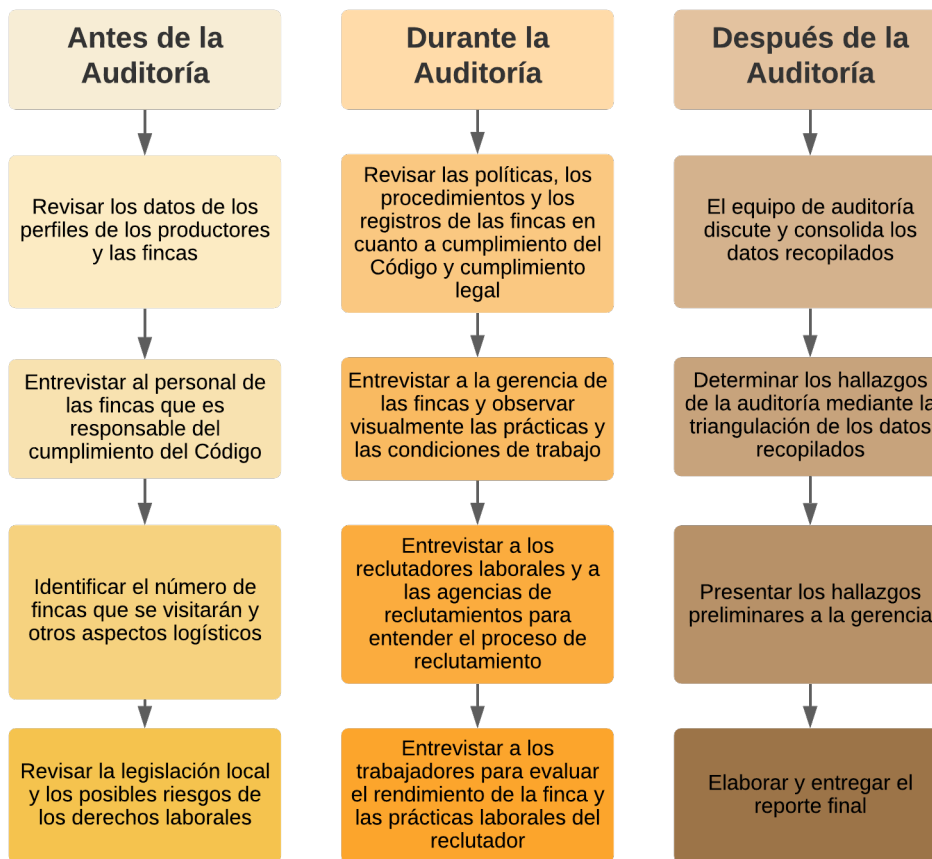 Antes de la
Auditoría
Revisar los datos de los
perfiles de los productores
y las fincas
Entrevistar al personal de
las fincas que es
responsable del
cumplimiento del Código
Identificar el número de
fincas que se visitarán y
otros aspectos logísticos
Revisar la legislación local
y los posibles riesgos de
los derechos laborales
Durante la
Auditoría
Revisar las políticas, los
procedimientos y los
registros de las fincas en
cuanto a cumplimiento del
Código y cumplimiento
legal
Entrevistar a la gerencia de
las fincas y observar
visualmente las prácticas y
las condiciones de trabajo
Entrevistar a los
reclutadores laborales y a
las agencias de
reclutamientos para
entender el proceso de
reclutamiento
Entrevistar a los
trabajadores para evaluar
el rendimiento de la finca y
las prácticas laborales del
reclutador
Después de la
Auditoría
El equipo de auditoría
discute y consolida los
datos recopilados
Determinar los hallazgos
de la auditoría mediante la
triangulación de los datos
recopilados
Presentar los hallazgos
preliminares a la gerencia
Elaborar y entregar el
reporte final